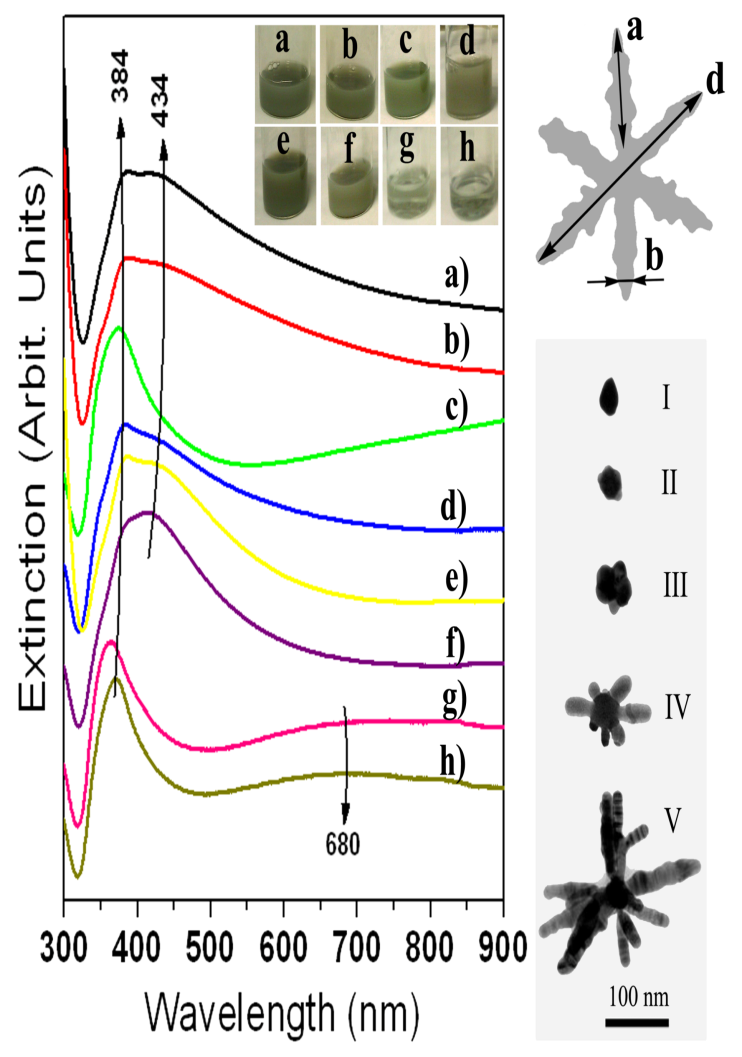 Extinction (Arbit. Units)
384
434
a b c d
e f g h
a)
b)
c)
d)
e)
f)
g)
h)
680
300 400 500 600 700 800 900
Wavelength (nm)
a
d
b
I
II
III
IV
V
100 nm